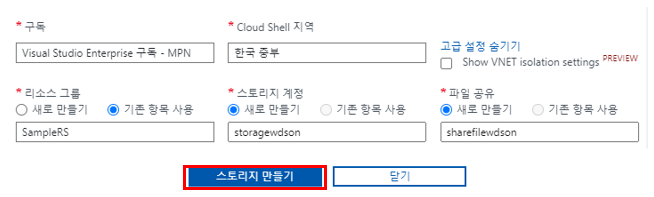 * 구독
* Cloud Shell 지역
Visual Studio Enterprise 구독 - MPN
한국 중부
고급 설정 숨기기
Show VNET isolation settings PREVIEW
* 리소스 그룹
* 스토리지 계정
* 파일 공유
새로 만들기 기존 항목 사용
새로 만들기 기존 항목 사용
새로 만들기 기존 항목 사용
SampleRS
storagewdson
sharefilewdson
스토리지 만들기
닫기